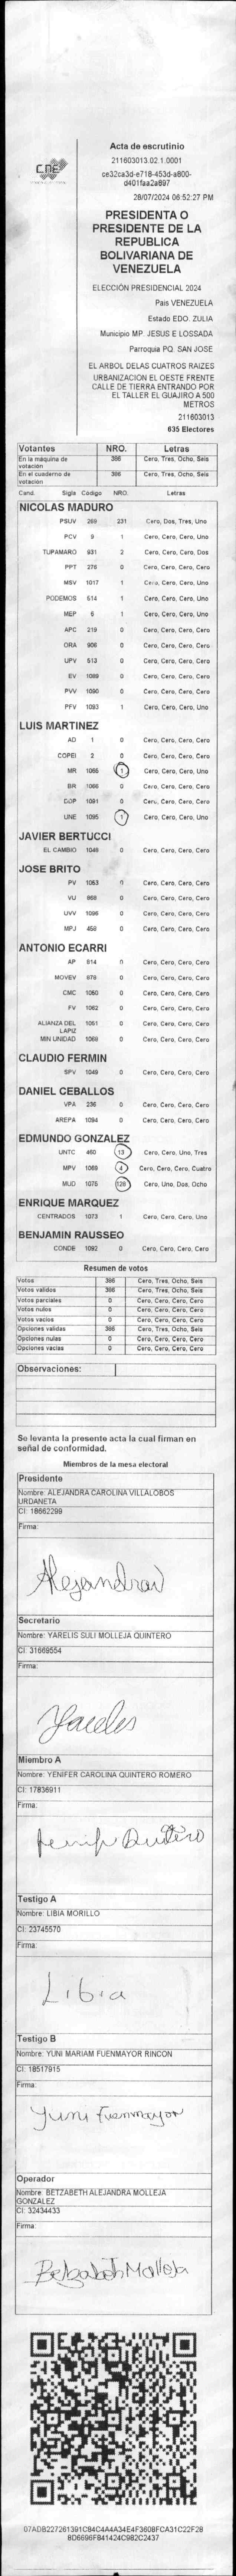 CNE
Acta de escrutinio
211603013.02.1.0001
ce32ca3d-e718-453d-a800-
d401faa2a697
28/07/2024 06:52:27 PM
PRESIDENTA O
PRESIDENTE DE LA
REPUBLICA
BOLIVARIANA DE
VENEZUELA
ELECCIÓN PRESIDENCIAL 2024
Pais VENEZUELA
Estado EDO. ZULIA
Municipio MP. JESUS E LOSSADA
Parroquia PQ. SAN JOSE
EL ARBOL DELAS CUATROS RAIZES
URBANIZACION EL OESTE FRENTE
CALLE DE TIERRA ENTRANDO POR
EL TALLER EL GUAJIRO A 500
METROS
211603013
635 Electores
Votantes NRO. Letras
En la máquina de votación 386 Cero, Tres, Ocho, Seis
En el cuaderno de votación 386 Cero, Tres, Ocho, Seis
Cand. Sigla Código NRO. Letras
NICOLAS MADURO
PSUV 269 231 Cero, Dos, Tres, Uno
PCV 9 1 Cero, Cero, Cero, Uno
TUPAMARO 931 2 Cero, Cero, Cero, Dos
PPT 276 0 Cero, Cero, Cero, Cero
MSV 1017 1 Cero, Cero, Cero, Uno
PODEMOS 514 1 Cero, Cero, Cero, Uno
MEP 6 1 Cero, Cero, Cero, Uno
APC 219 0 Cero, Cero, Cero, Cero
ORA 906 0 Cero, Cero, Cero, Cero
UPV 513 0 Cero, Cero, Cero, Cero
EV 1089 0 Cero, Cero, Cero, Cero
PVV 1090 0 Cero, Cero, Cero, Cero
PFV 1093 1 Cero, Cero, Cero, Uno
LUIS MARTINEZ
AD 1 0 Cero, Cero, Cero, Cero
COPEI 2 0 Cero, Cero, Cero, Cero
MR 1065 1 Cero, Cero, Cero, Uno
BR 1066 0 Cero, Cero, Cero, Cero
DDP 1091 0 Cero, Cero, Cero, Cero
UNE 1095 1 Cero, Cero, Cero, Uno
JAVIER BERTUCCI
EL CAMBIO 1048 0 Cero, Cero, Cero, Cero
JOSE BRITO
PV 1053 0 Cero, Cero, Cero, Cero
VU 868 0 Cero, Cero, Cero, Cero
UVV 1096 0 Cero, Cero, Cero, Cero
MPJ 458 0 Cero, Cero, Cero, Cero
ANTONIO ECARRI
AP 814 0 Cero, Cero, Cero, Cero
MOVEV 878 0 Cero, Cero, Cero, Cero
CMC 1050 0 Cero, Cero, Cero, Cero
FV 1062 0 Cero, Cero, Cero, Cero
ALIANZA DEL LAPIZ 1051 0 Cero, Cero, Cero, Cero
MIN UNIDAD 1068 0 Cero, Cero, Cero, Cero
CLAUDIO FERMIN
SPV 1049 0 Cero, Cero, Cero, Cero
DANIEL CEBALLOS
VPA 236 0 Cero, Cero, Cero, Cero
AREPA 1094 0 Cero, Cero, Cero, Cero
EDMUNDO GONZALEZ
UNTC 460 13 Cero, Cero, Uno, Tres
MPV 1069 4 Cero, Cero, Cero, Cuatro
MUD 1075 128 Cero, Uno, Dos, Ocho
ENRIQUE MARQUEZ
CENTRADOS 1073 1 Cero, Cero, Cero, Uno
BENJAMIN RAUSSEO
CONDE 1092 0 Cero, Cero, Cero, Cero
Resumen de votos
Votos 386 Cero, Tres, Ocho, Seis
Votos validos 386 Cero, Tres, Ocho, Seis
Votos parciales 0 Cero, Cero, Cero, Cero
Votos nulos 0 Cero, Cero, Cero, Cero
Votos vacios 0 Cero, Cero, Cero, Cero
Opciones validas 386 Cero, Tres, Ocho, Seis
Opciones nulas 0 Cero, Cero, Cero, Cero
Opciones vacias 0 Cero, Cero, Cero, Cero
Observaciones:
Se levanta la presente acta la cual firman en
señal de conformidad.
Miembros de la mesa electoral
Presidente
Nombre: ALEJANDRA CAROLINA VILLALOBOS
URDANETA
CI: 18662299
Firma:
Secretario
Nombre: YARELIS SULI MOLLEJA QUINTERO
CI: 31669554
Firma:
Yarelis
Miembro A
Nombre: YENIFER CAROLINA QUINTERO ROMERO
CI: 17836911
Firma:
Quintero
Testigo A
Nombre: LIBIA MORILLO
CI: 23745570
Firma:
Libia
Testigo B
Nombre: YUNI MARIAM FUENMAYOR RINCON
CI: 18517915
Firma:
Yuni Fuenmayor
Operador
Nombre: BETZABETH ALEJANDRA MOLLEJA
GONZALEZ
CI: 32434433
Firma:
Molleja
07ADB227261391C84C4A4A34E4F3608FCA31C22F28
8D6696FB41424C982C2437